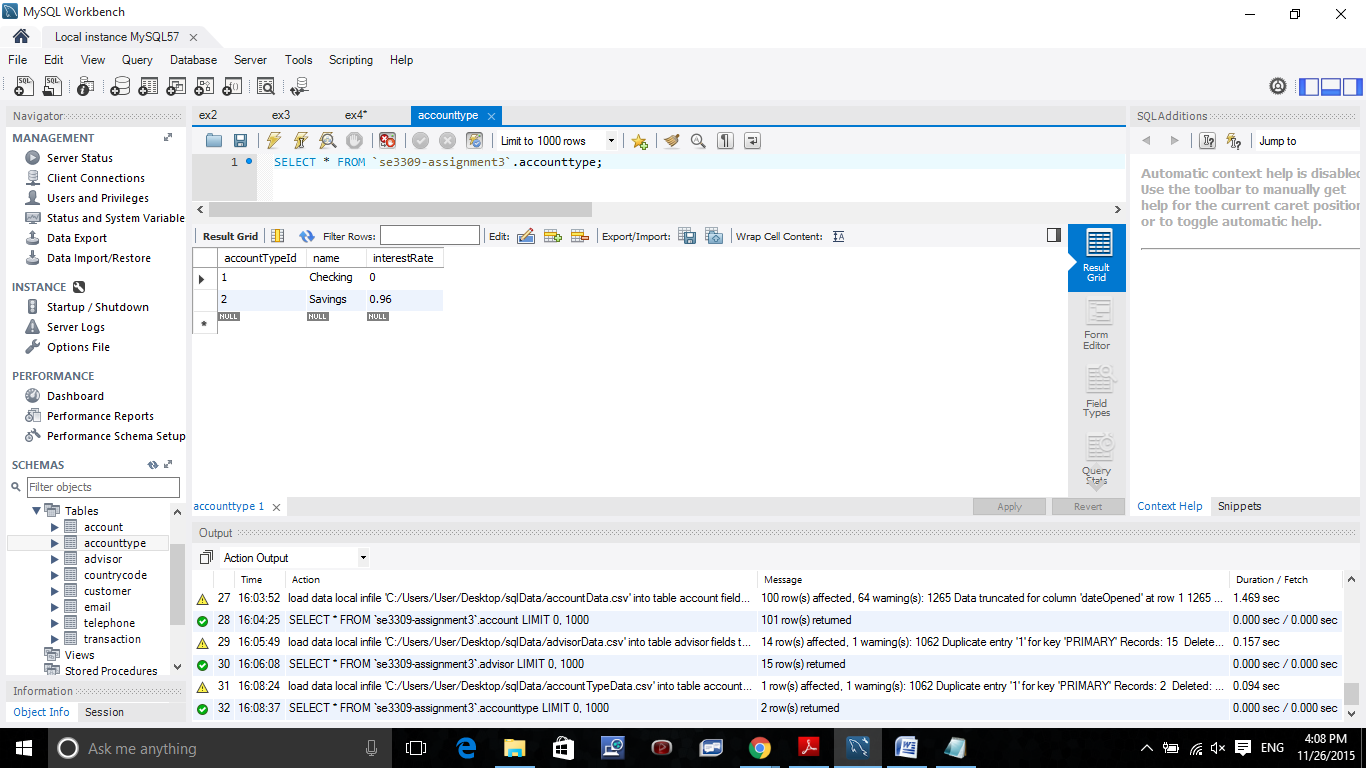 MySQL Workbench
Local instance MySQL57
File Edit View Query Database Server Tools Scripting Help
Navigator
MANAGEMENT
Server Status
Client Connections
Users and Privileges
Status and System Variable
Data Export
Data Import/Restore
INSTANCE
Startup / Shutdown
Server Logs
Options File
PERFORMANCE
Dashboard
Performance Reports
Performance Schema Setup
SCHEMAS
Filter objects
Tables
account
accounttype
advisor
countrycode
customer
email
telephone
transaction
Views
Stored Procedures
Information
Object Info Session
ex2 ex3 ex4* accounttype
Limit to 1000 rows
1 SELECT * FROM `se3309-assignment3`.accounttype;
Result Grid Filter Rows: Edit: Export/Import: Wrap Cell Content:
accountTypeId name interestRate
1 Checking 0
2 Savings 0.96
NULL NULL NULL
Result Grid
Form Editor
Field Types
Query Stats
accounttype 1
Apply Revert
SQLAdditions
Jump to
Automatic context help is disabled
Use the toolbar to manually get
help for the current caret position
or to toggle automatic help.
Context Help Snippets
Output
Action Output
Time Action Message Duration / Fetch
27 16:03:52 load data local infile 'C:/Users/User/Desktop/sqlData/accountData.csv' into table account field... 100 row(s) affected, 64 warning(s): 1265 Data truncated for column 'dateOpened' at row 1 1265 ... 1.469 sec
28 16:04:25 SELECT * FROM `se3309-assignment3`.account LIMIT 0, 1000 101 row(s) returned 0.000 sec / 0.000 sec
29 16:05:49 load data local infile 'C:/Users/User/Desktop/sqlData/advisorData.csv' into table advisor fields t... 14 row(s) affected, 1 warning(s): 1062 Duplicate entry '1' for key 'PRIMARY' Records: 15 Delete... 0.157 sec
30 16:06:08 SELECT * FROM `se3309-assignment3`.advisor LIMIT 0, 1000 15 row(s) returned 0.000 sec / 0.000 sec
31 16:08:24 load data local infile 'C:/Users/User/Desktop/sqlData/accountTypeData.csv' into table account... 1 row(s) affected, 1 warning(s): 1062 Duplicate entry '1' for key 'PRIMARY' Records: 2 Deleted: ... 0.094 sec
32 16:08:37 SELECT * FROM `se3309-assignment3`.accounttype LIMIT 0, 1000 2 row(s) returned 0.000 sec / 0.000 sec
Ask me anything
ENG
4:08 PM
11/26/2015